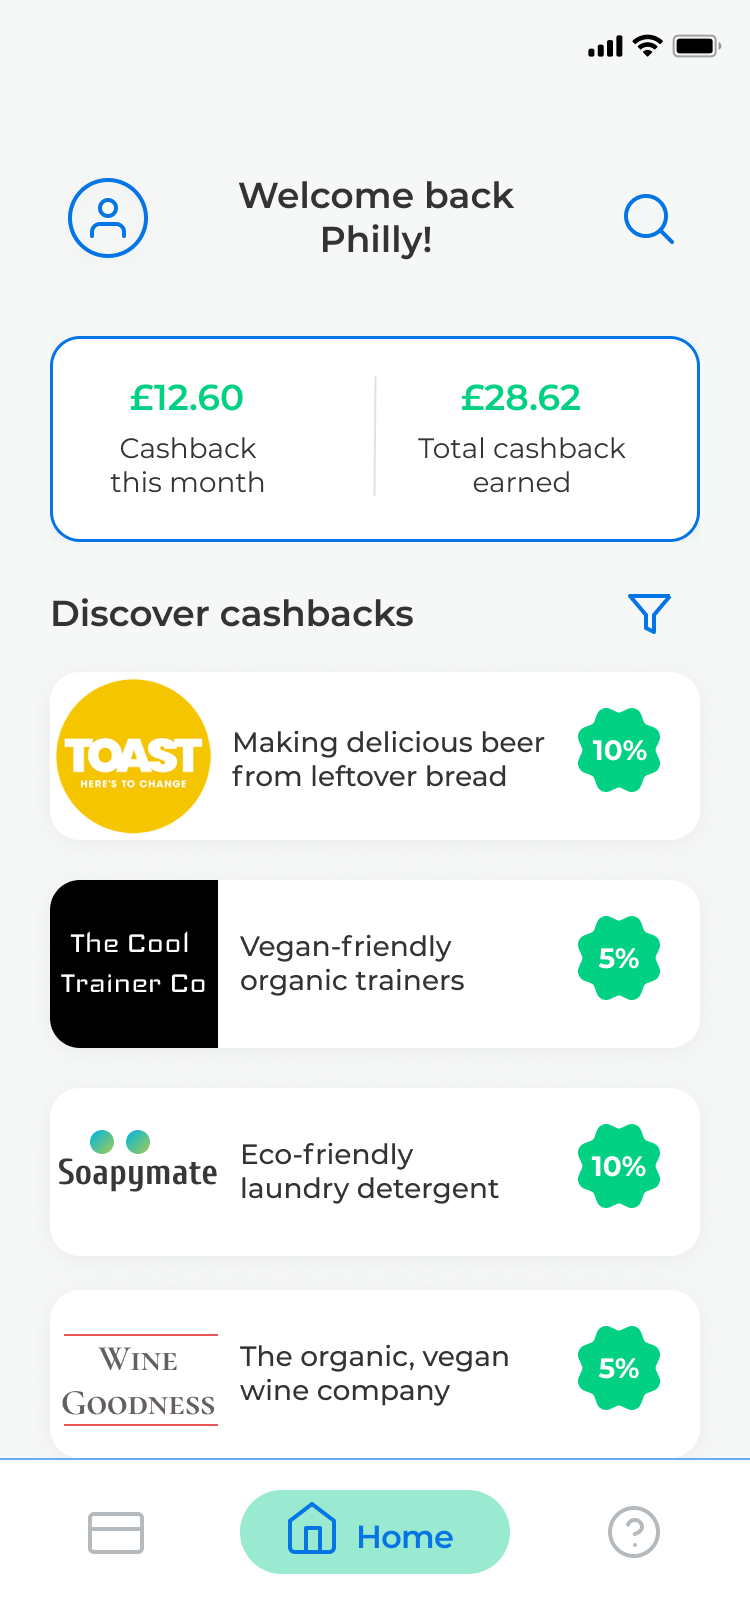 Welcome back
Philly!
£12.60
Cashback
this month
£28.62
Total cashback
earned
Discover cashbacks
TOAST
HERE'S TO CHANGE
Making delicious beer
from leftover bread
10%
The Cool
Trainer Co
Vegan-friendly
organic trainers
5%
Soapymate
Eco-friendly
laundry detergent
10%
Wine
Goodness
The organic, vegan
wine company
5%
Home
?